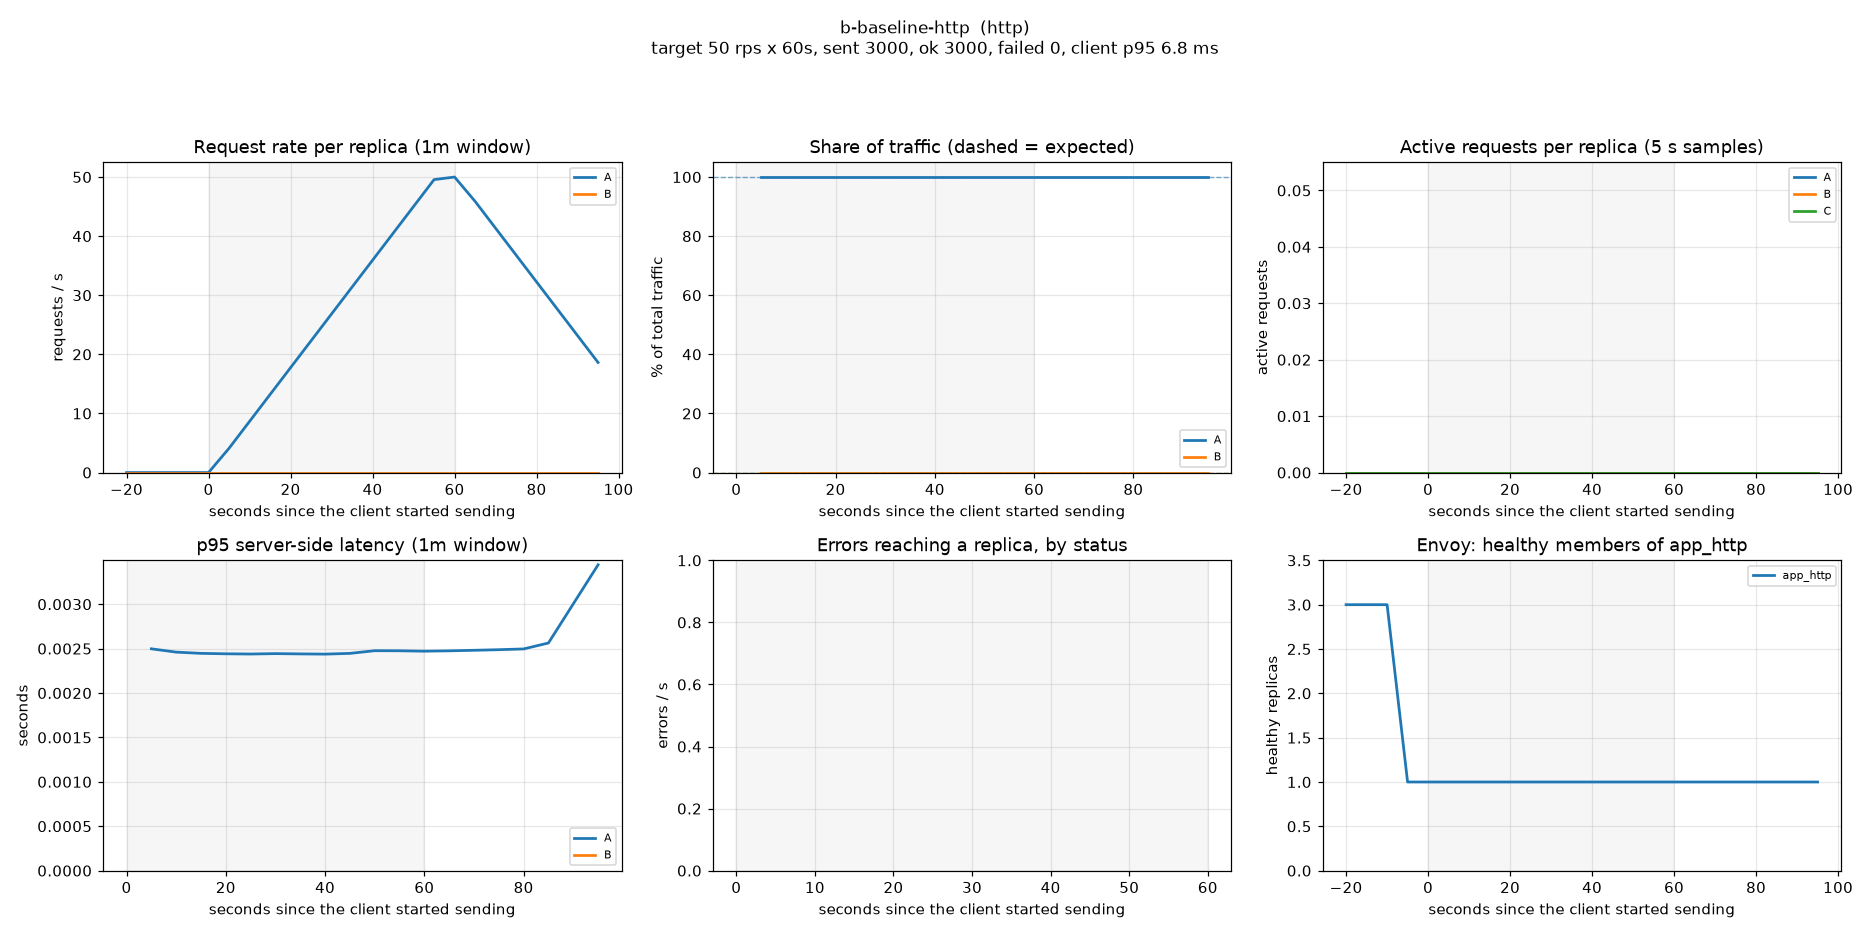 b-baseline-http  (http)
target 50 rps x 60s, sent 3000, ok 3000, failed 0, client p95 6.8 ms
Request rate per replica (1m window)
requests / s
50
40
30
20
10
0
−20 0 20 40 60 80 100
seconds since the client started sending
A
B
Share of traffic (dashed = expected)
% of total traffic
100
80
60
40
20
0
0 20 40 60 80
seconds since the client started sending
A
B
Active requests per replica (5 s samples)
active requests
0.05
0.04
0.03
0.02
0.01
0.00
−20 0 20 40 60 80 100
seconds since the client started sending
A
B
C
p95 server-side latency (1m window)
seconds
0.0030
0.0025
0.0020
0.0015
0.0010
0.0005
0.0000
0 20 40 60 80
seconds since the client started sending
A
B
Errors reaching a replica, by status
errors / s
1.0
0.8
0.6
0.4
0.2
0.0
0 10 20 30 40 50 60
seconds since the client started sending
Envoy: healthy members of app_http
healthy replicas
3.5
3.0
2.5
2.0
1.5
1.0
0.5
0.0
−20 0 20 40 60 80 100
seconds since the client started sending
app_http